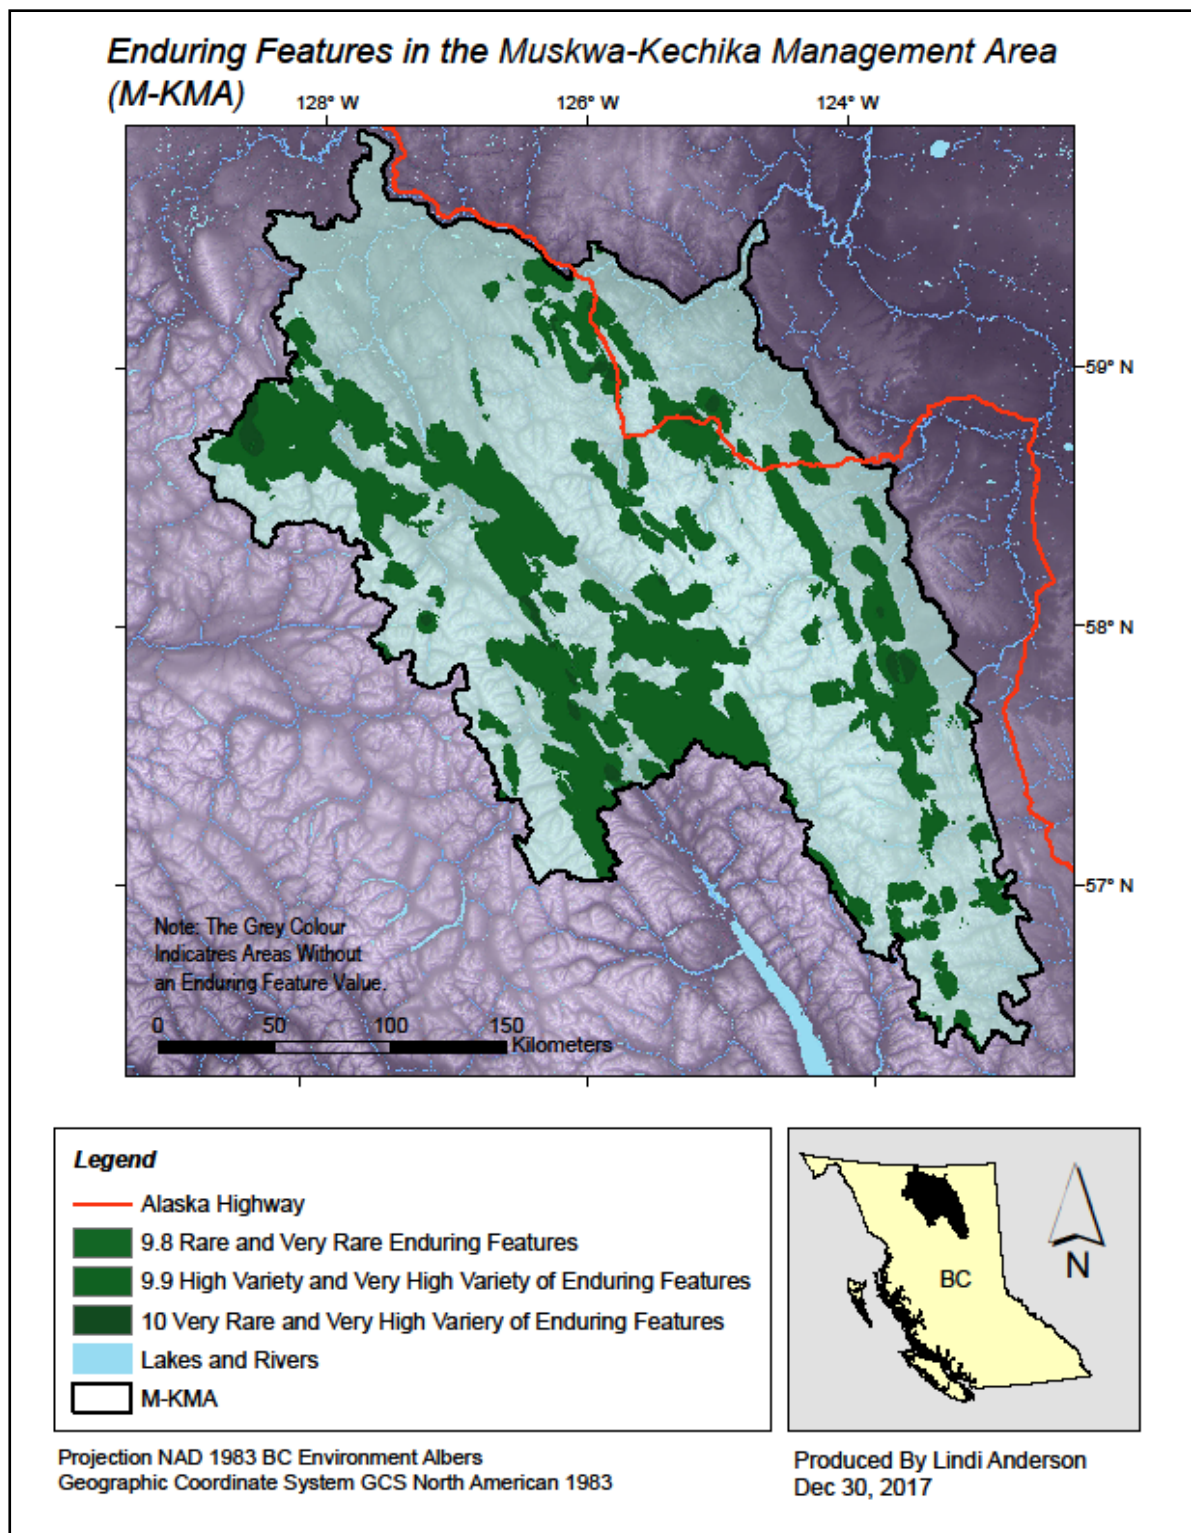 Enduring Features in the Muskwa-Kechika Management Area
(M-KMA)
128° W
126° W
124° W
59° N
58° N
57° N
Note: The Grey Colour
Indicatres Areas Without
an Enduring Feature Value.
0 50 100 150
Kilometers
Legend
Alaska Highway
9.8 Rare and Very Rare Enduring Features
9.9 High Variety and Very High Variety of Enduring Features
10 Very Rare and Very High Variery of Enduring Features
Lakes and Rivers
M-KMA
BC
N
Projection NAD 1983 BC Environment Albers
Geographic Coordinate System GCS North American 1983
Produced By Lindi Anderson
Dec 30, 2017